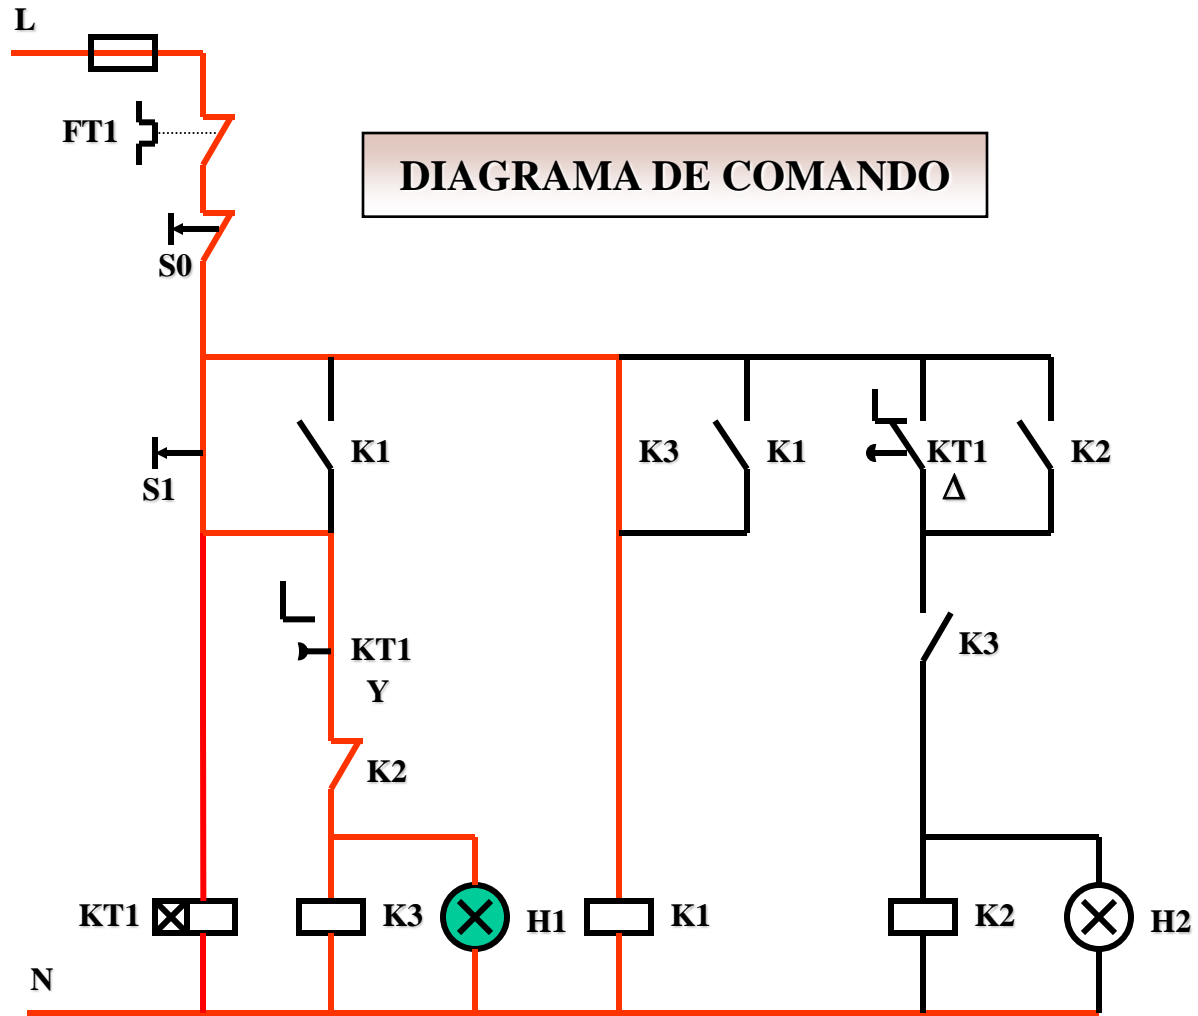 L
FT1
DIAGRAMA DE COMANDO
S0
K1
K3
K1
KT1
K2
S1
Δ
KT1
K3
Y
K2
KT1
K3
H1
K1
K2
H2
N